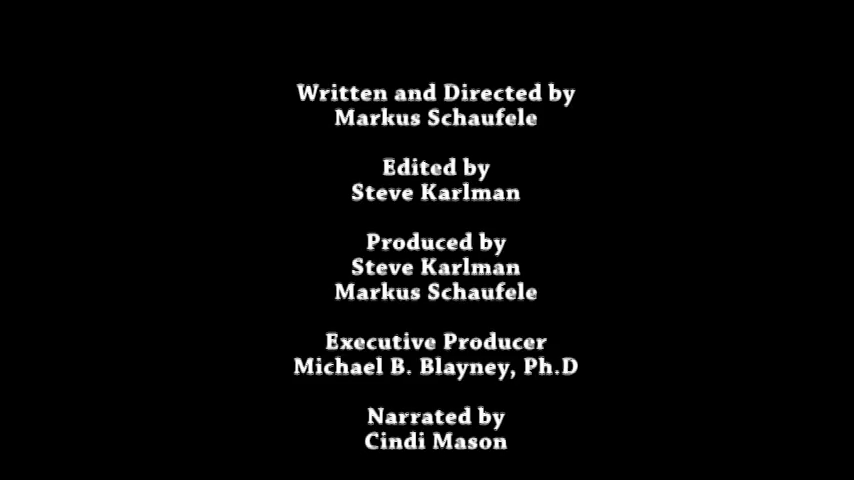 Written and Directed by
Markus Schaufele
Edited by
Steve Karlman
Produced by
Steve Karlman
Markus Schaufele
Executive Producer
Michael B. Blayney, Ph.D
Narrated by
Cindi Mason